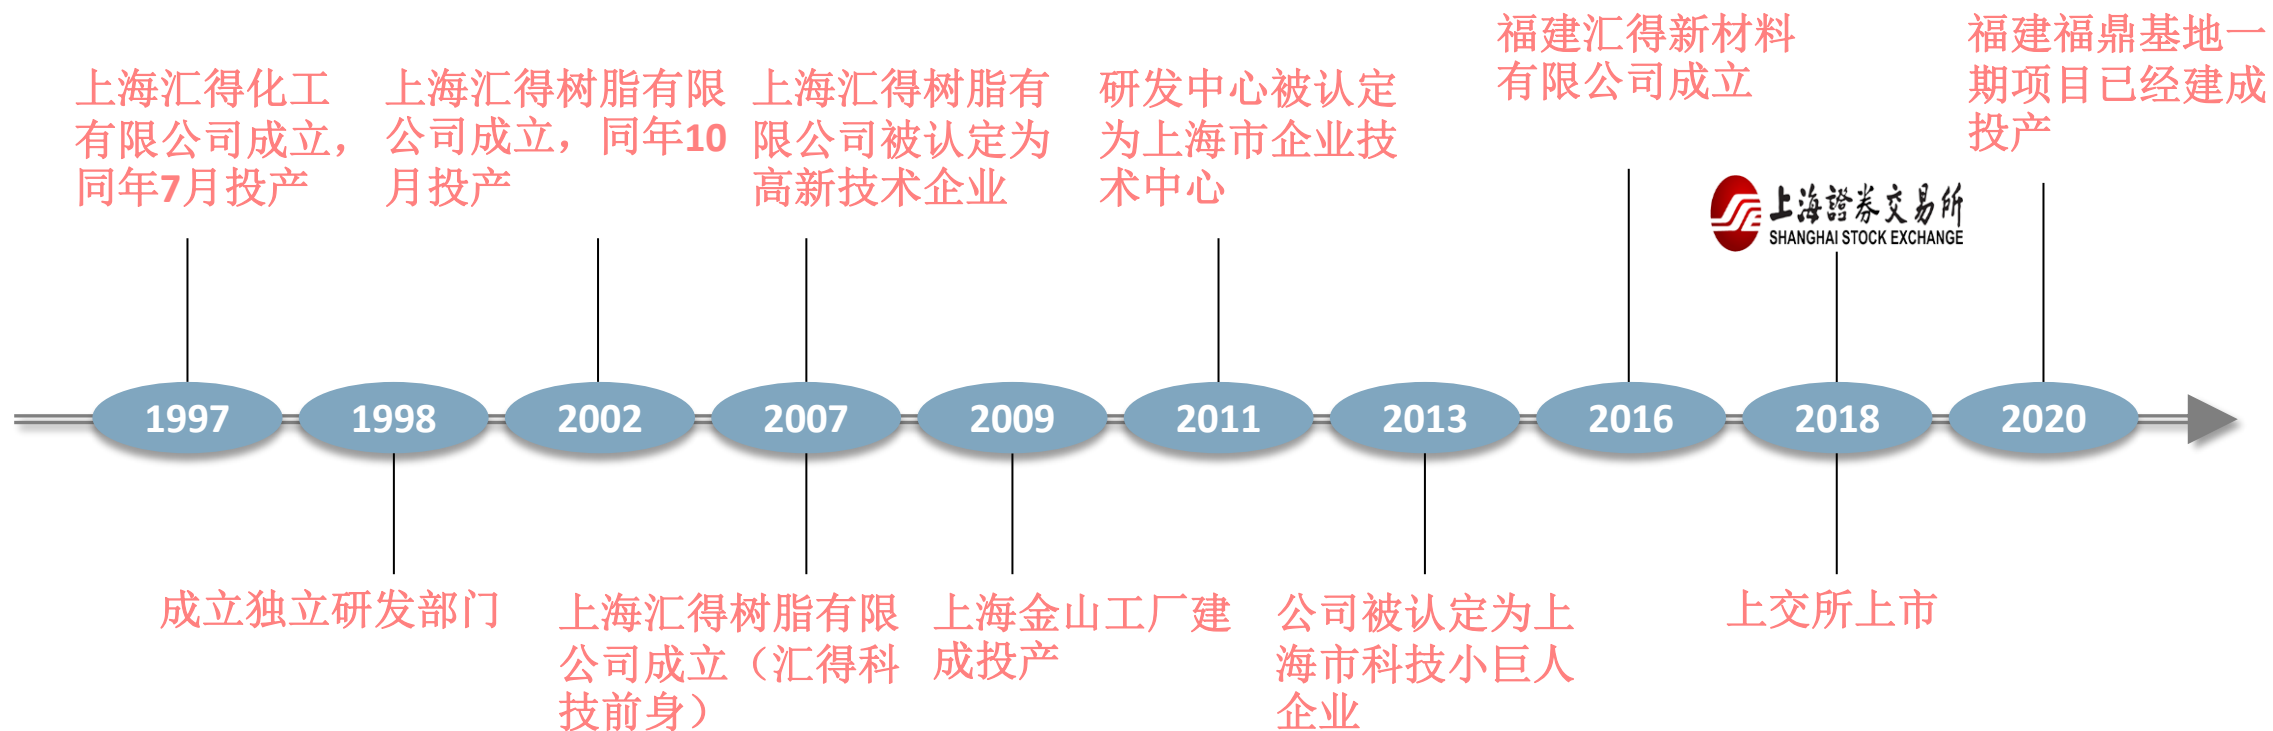 上海汇得化工
有限公司成立，
同年7月投产
上海汇得树脂有限
公司成立，同年10
月投产
上海汇得树脂有
限公司被认定为
高新技术企业
研发中心被认定
为上海市企业技
术中心
福建汇得新材料
有限公司成立
上海證券交易所
SHANGHAI STOCK EXCHANGE
福建福鼎基地一
期项目已经建成
投产
1997
1998
2002
2007
2009
2011
2013
2016
2018
2020
成立独立研发部门
上海汇得树脂有限
公司成立（汇得科
技前身）
上海金山工厂建
成投产
公司被认定为上
海市科技小巨人
企业
上交所上市